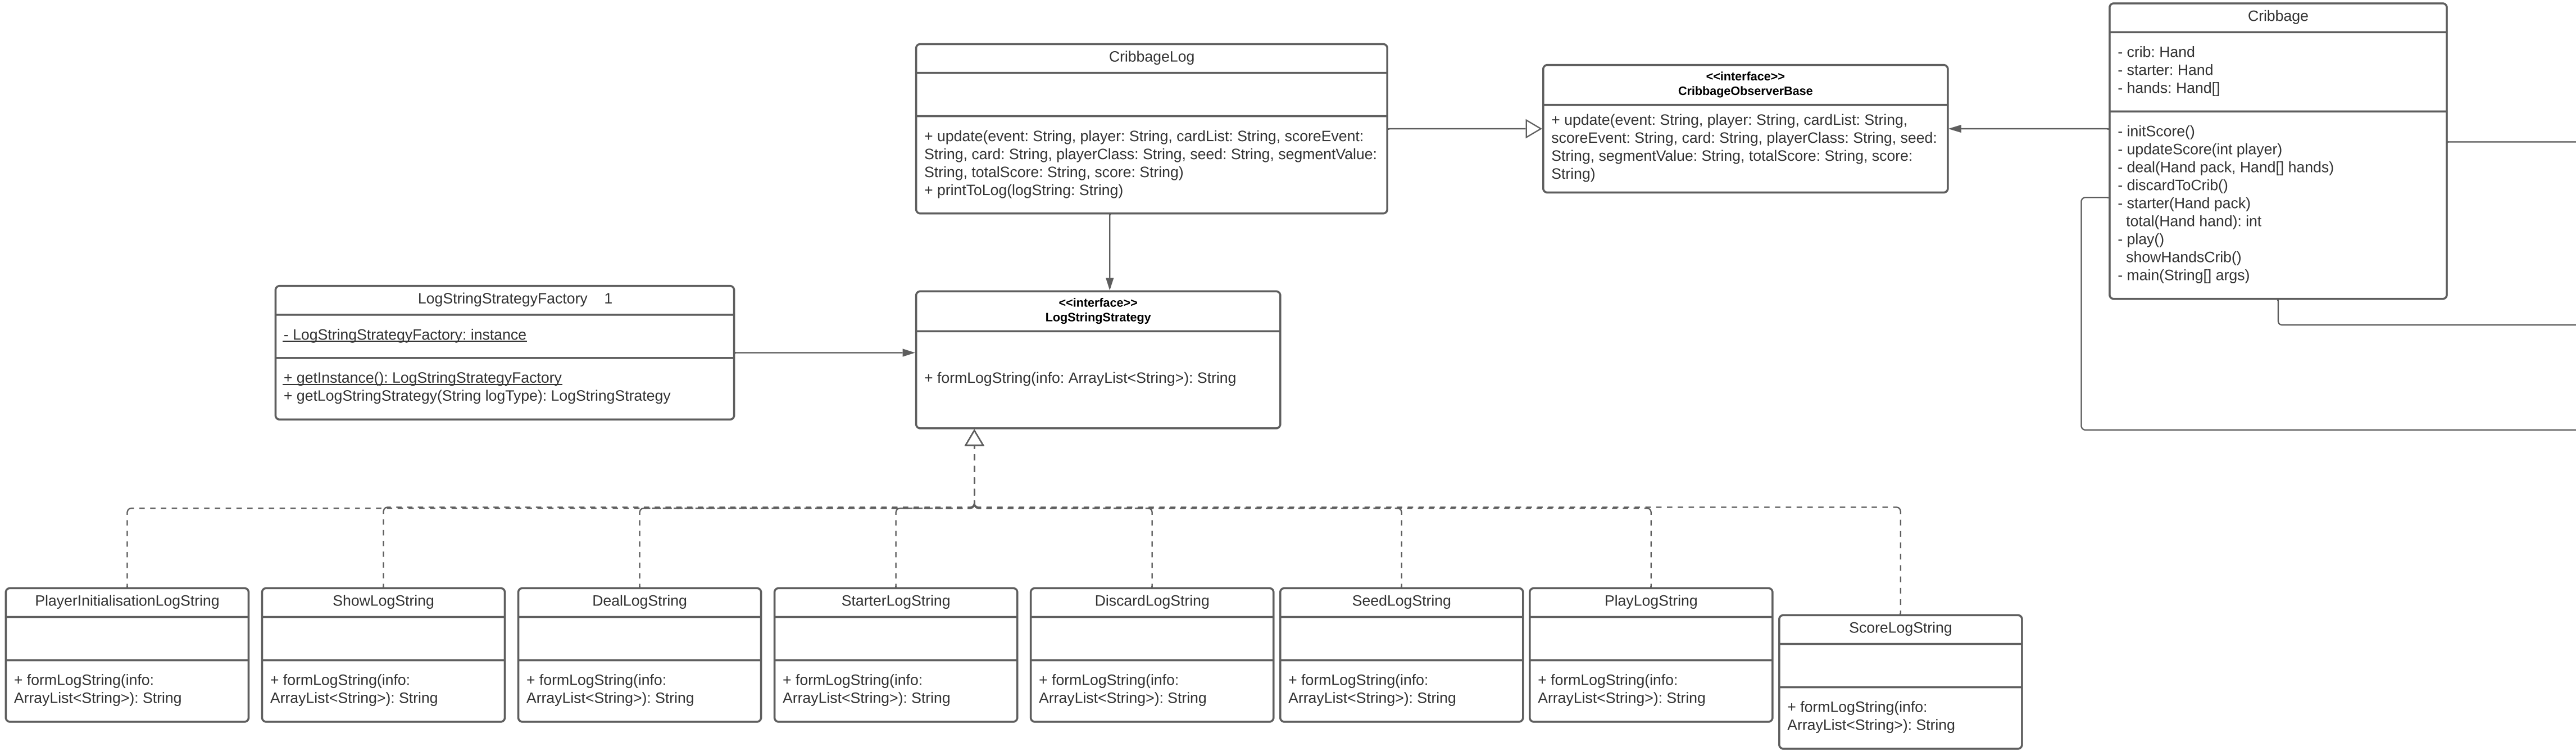 Cribbage
- crib: Hand
- starter: Hand
- hands: Hand[]
- initScore()
- updateScore(int player)
- deal(Hand pack, Hand[] hands)
- discardToCrib()
- starter(Hand pack)
total(Hand hand): int
- play()
showHandsCrib()
- main(String[] args)
CribbageLog
+ update(event: String, player: String, cardList: String, scoreEvent:
String, card: String, playerClass: String, seed: String, segmentValue:
String, totalScore: String, score: String)
+ printToLog(logString: String)
<<interface>>
CribbageObserverBase
+ update(event: String, player: String, cardList: String,
scoreEvent: String, card: String, playerClass: String, seed:
String, segmentValue: String, totalScore: String, score:
String)
LogStringStrategyFactory 1
- LogStringStrategyFactory: instance
+ getInstance(): LogStringStrategyFactory
+ getLogStringStrategy(String logType): LogStringStrategy
<<interface>>
LogStringStrategy
+ formLogString(info: ArrayList<String>): String
PlayerInitialisationLogString
+ formLogString(info:
ArrayList<String>): String
ShowLogString
+ formLogString(info:
ArrayList<String>): String
DealLogString
+ formLogString(info:
ArrayList<String>): String
StarterLogString
+ formLogString(info:
ArrayList<String>): String
DiscardLogString
+ formLogString(info:
ArrayList<String>): String
SeedLogString
+ formLogString(info:
ArrayList<String>): String
PlayLogString
+ formLogString(info:
ArrayList<String>): String
ScoreLogString
+ formLogString(info:
ArrayList<String>): String